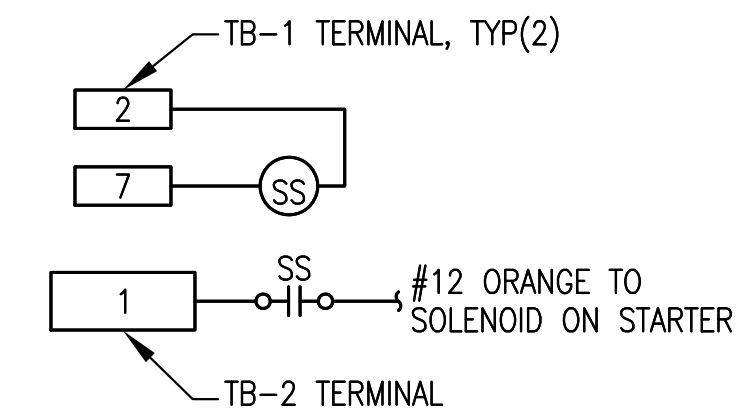 TB-1 TERMINAL, TYP(2)
2
7
SS
SS
1
#12 ORANGE TO
SOLENOID ON STARTER
TB-2 TERMINAL